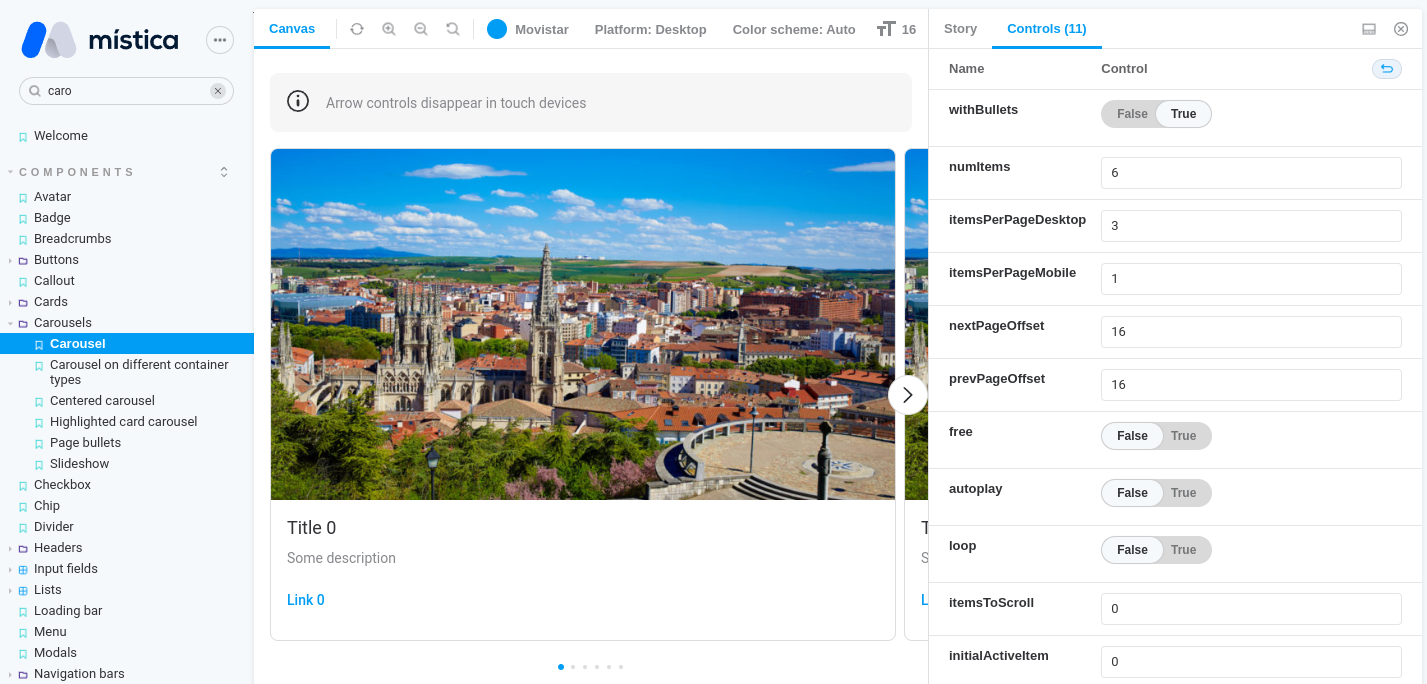 mística
caro
Welcome
COMPONENTS
Avatar
Badge
Breadcrumbs
Buttons
Callout
Cards
Carousels
Carousel
Carousel on different container
types
Centered carousel
Highlighted card carousel
Page bullets
Slideshow
Checkbox
Chip
Divider
Headers
Input fields
Lists
Loading bar
Menu
Modals
Navigation bars
Canvas
Movistar
Platform: Desktop
Color scheme: Auto
16
Arrow controls disappear in touch devices
Title 0
Some description
Link 0
Story
Controls (11)
Name
Control
withBullets
False True
numItems
6
itemsPerPageDesktop
3
itemsPerPageMobile
1
nextPageOffset
16
prevPageOffset
16
free
False True
autoplay
False True
loop
False True
itemsToScroll
0
initialActiveItem
0